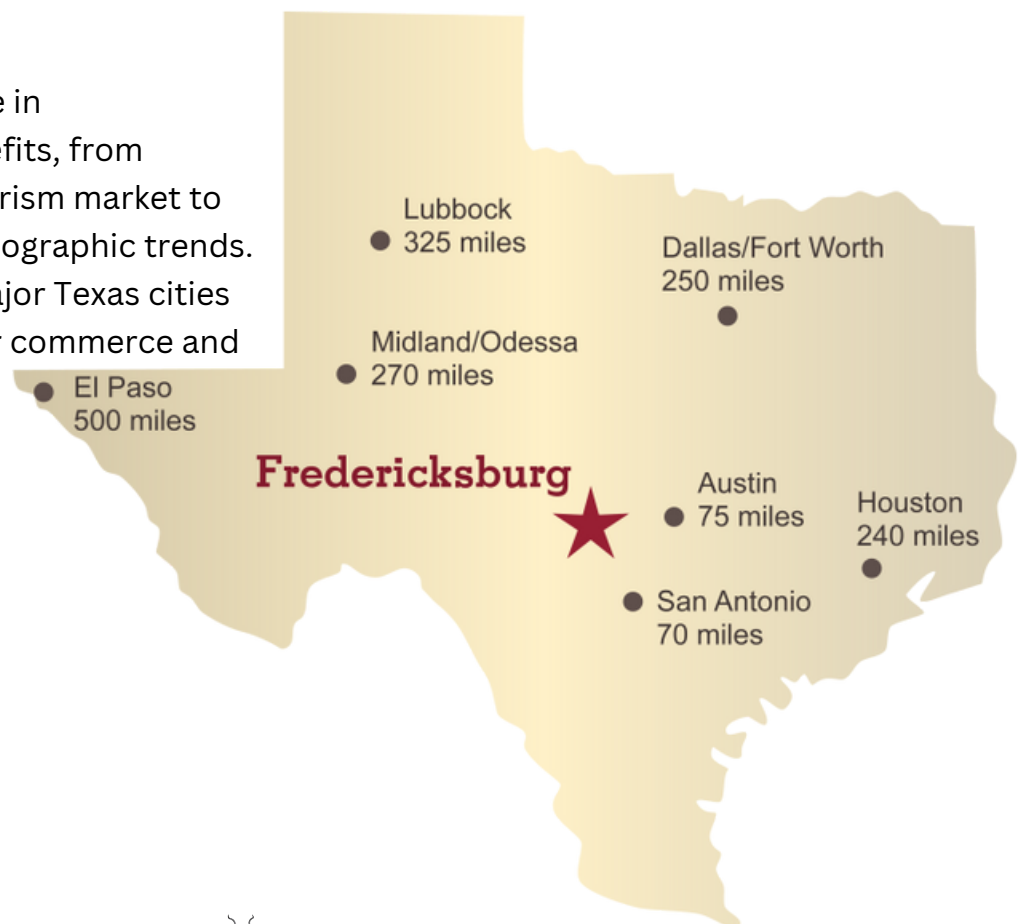 e in
efits, from
rism market to
ographic trends.
ajor Texas cities
r commerce and
Lubbock
325 miles
Dallas/Fort Worth
250 miles
Midland/Odessa
270 miles
El Paso
500 miles
Fredericksburg
Austin
75 miles
Houston
240 miles
San Antonio
70 miles